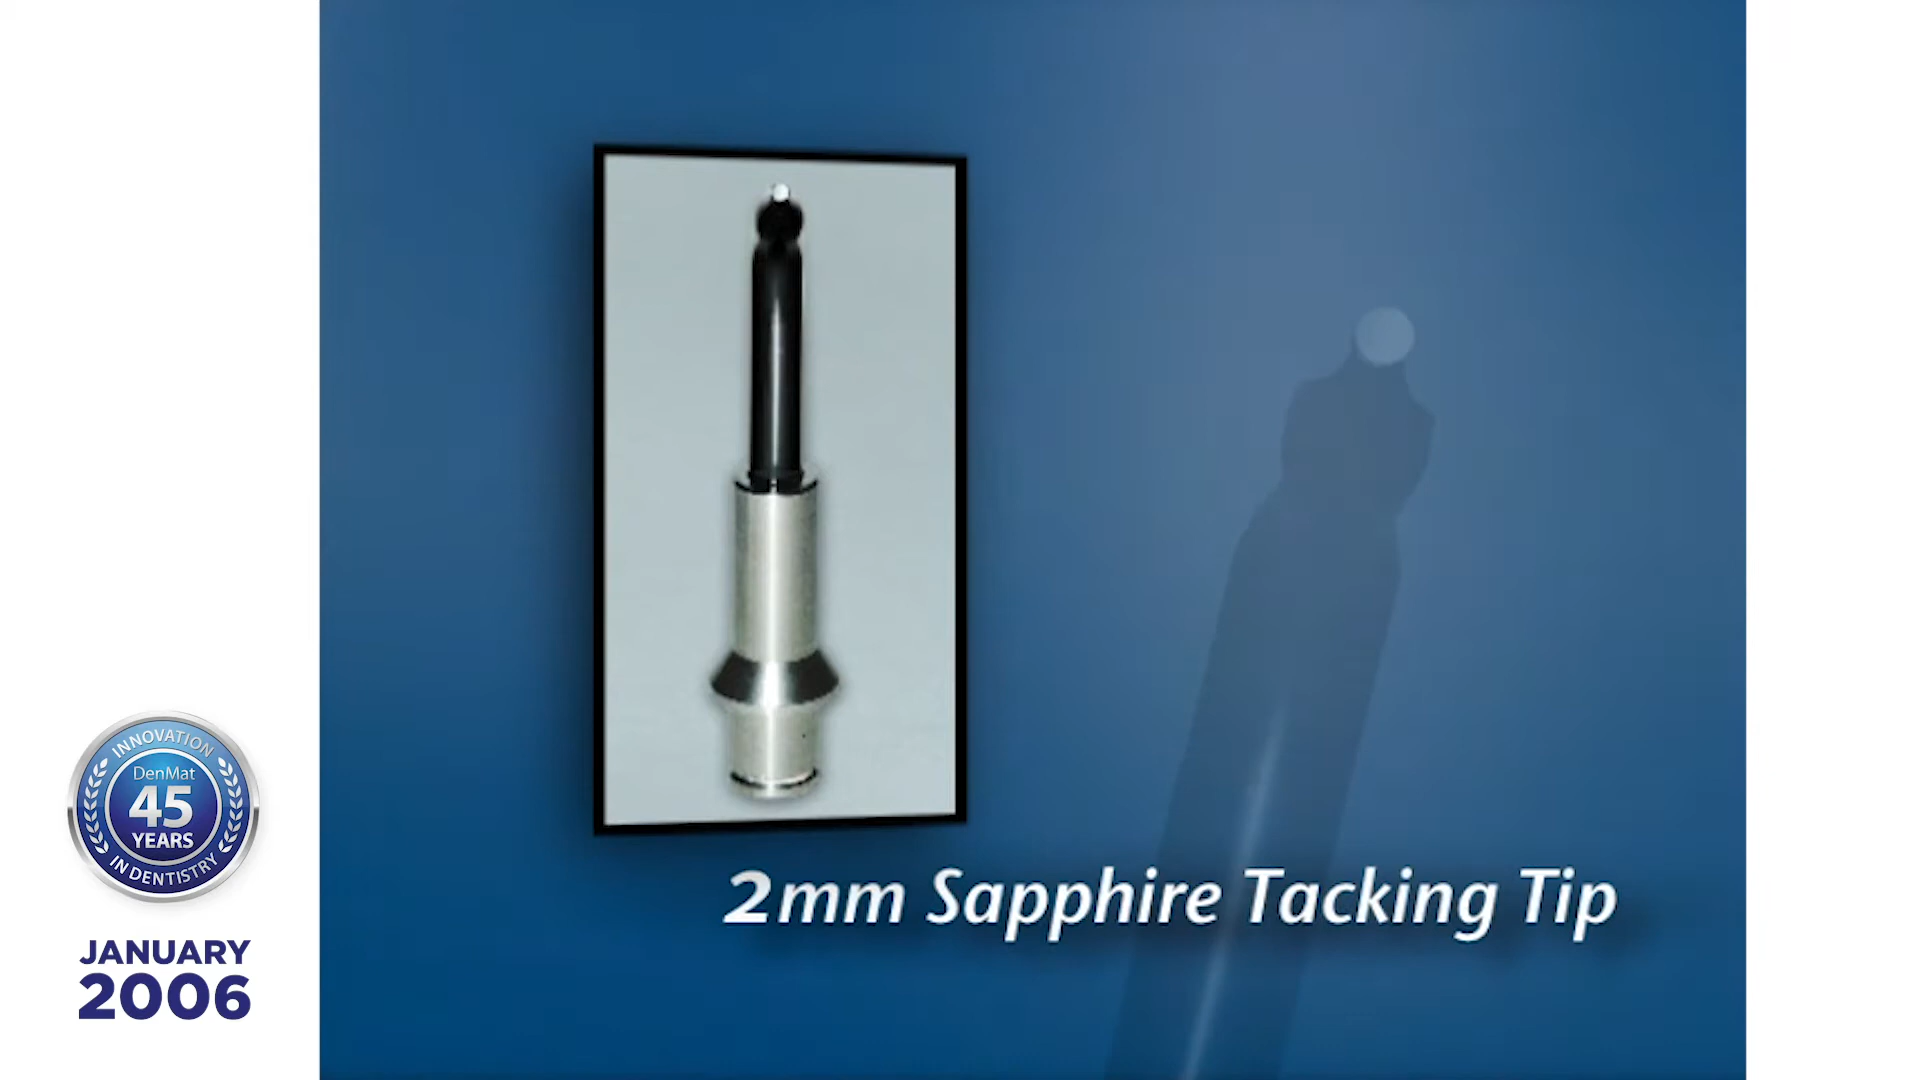 2mm Sapphire Tacking Tip
INNOVATION
DenMat
45
YEARS
IN DENTISTRY
JANUARY
2006